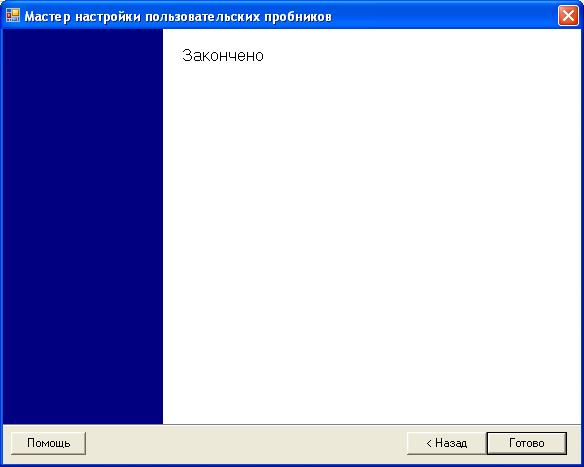 Мастер настройки пользовательских пробников
Закончено
Помощь
< Назад
Готово